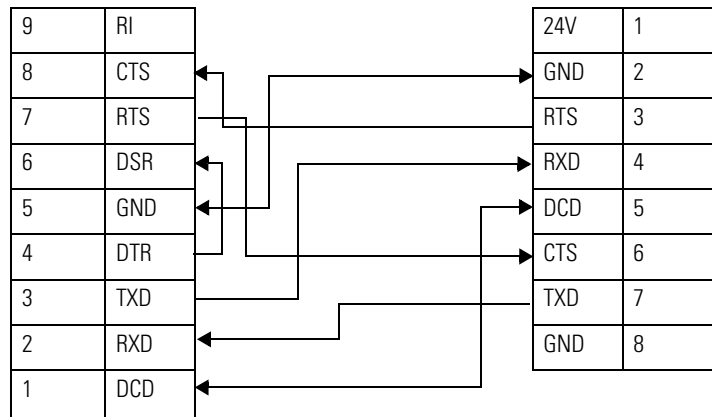 9 RI
8 CTS
7 RTS
6 DSR
5 GND
4 DTR
3 TXD
2 RXD
1 DCD
24V 1
GND 2
RTS 3
RXD 4
DCD 5
CTS 6
TXD 7
GND 8